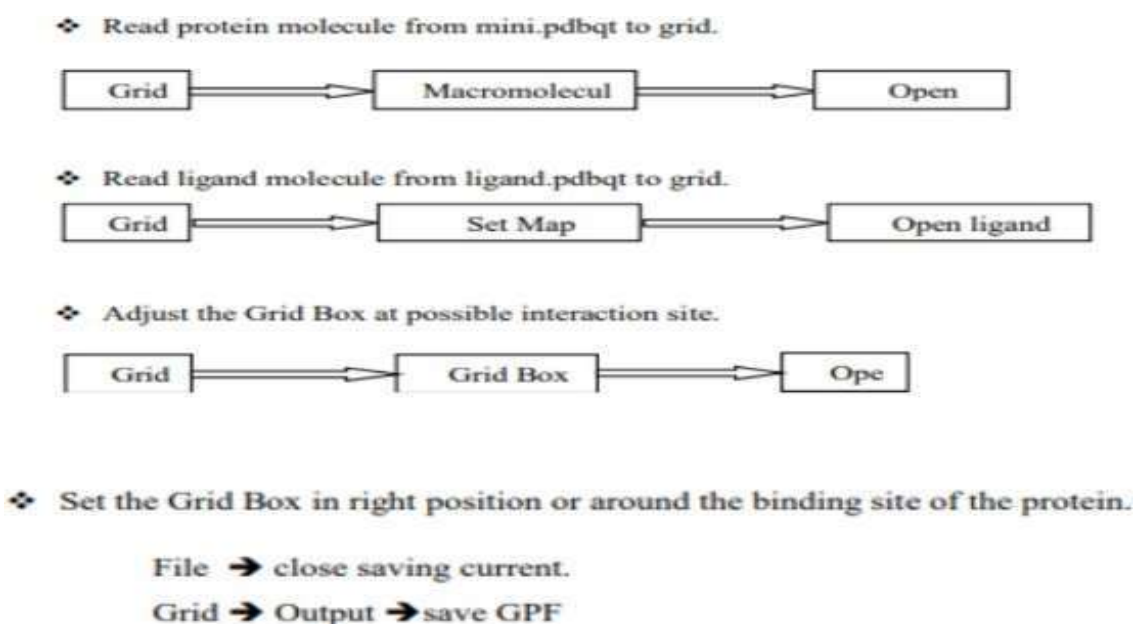 ❖ Read protein molecule from mini.pdbqt to grid.
Grid Macromolecul Open
❖ Read ligand molecule from ligand.pdbqt to grid.
Grid Set Map Open ligand
❖ Adjust the Grid Box at possible interaction site.
Grid Grid Box Ope
❖ Set the Grid Box in right position or around the binding site of the protein.
File ➔ close saving current.
Grid ➔ Output ➔ save GPF